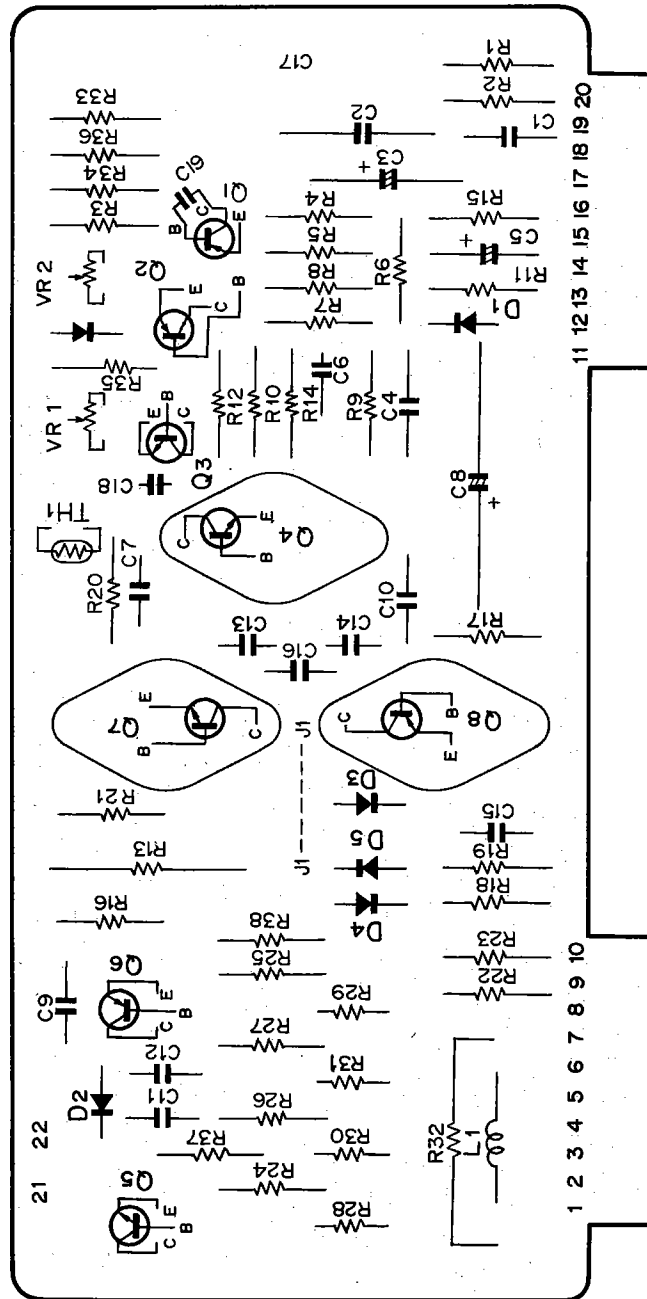 C17
R1
R2
R33
R36
R34
R3
C19
Q1
B
C
E
C2
C1
20
19
18
17
16
15
14
13
12
11
C3
+
R4
R5
R8
R7
R6
R15
C5
+
R11
D1
VR2
Q2
E
C
B
R35
VR1
E
B
C
Q3
C18
R12
R10
R14
C6
R9
C4
C8
+
TH1
R20
C7
C
E
B
Q4
C10
C13
C16
C14
R17
E
B
C
Q7
J1
J1
C
B
E
Q8
R21
D3
R13
D5
C15
R19
R16
D4
R18
R38
R25
R23
R22
10
9
8
7
6
5
4
3
2
1
C9
Q6
E
B
C
R29
R27
C12
R31
D2
C11
R26
22
21
R37
R30
R32
L1
R24
Q5
E
B
C
R28